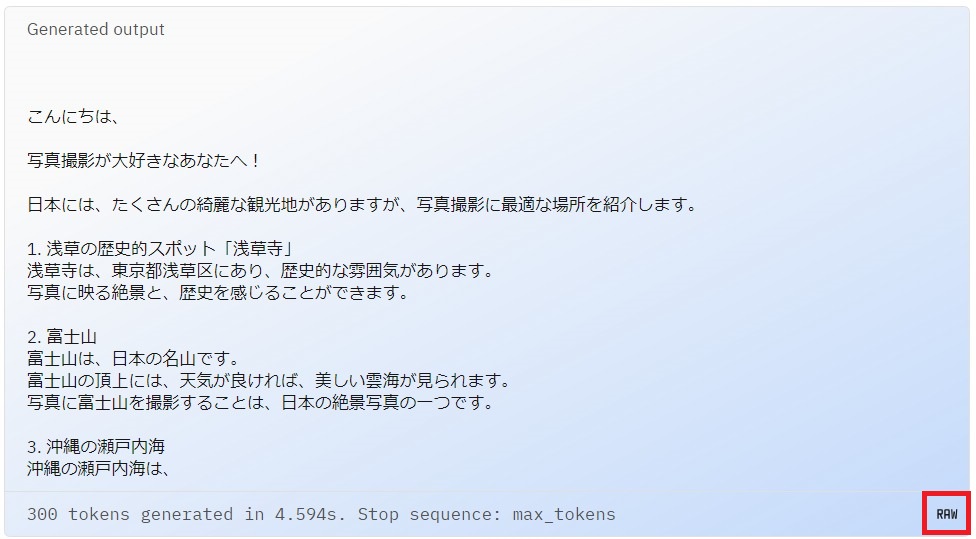 Generated output
こんにちは、
写真撮影が大好きなあなたへ！
日本には、たくさんの綺麗な観光地がありますが、写真撮影に最適な場所を紹介します。
1. 浅草の歴史的スポット「浅草寺」
浅草寺は、東京都浅草区にあり、歴史的な雰囲気があります。
写真に映る絶景と、歴史を感じることができます。
2. 富士山
富士山は、日本の名山です。
富士山の頂上には、天気が良ければ、美しい雲海が見られます。
写真に富士山を撮影することは、日本の絶景写真の一つです。
3. 沖縄の瀬戸内海
沖縄の瀬戸内海は、
300 tokens generated in 4.594s. Stop sequence: max_tokens
RAW